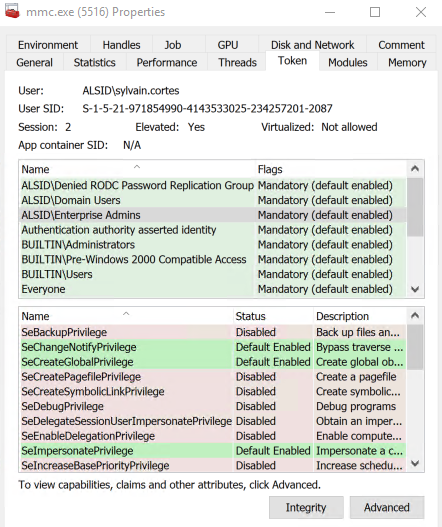 mmc.exe (5516) Properties
Environment Handles Job GPU Disk and Network Comment
General Statistics Performance Threads Token Modules Memory
User: ALSID\sylvain.cortes
User SID: S-1-5-21-971854990-4143533025-234257201-2087
Session: 2 Elevated: Yes Virtualized: Not allowed
App container SID: N/A
Name Flags
ALSID\Denied RODC Password Replication Group Mandatory (default enabled)
ALSID\Domain Users Mandatory (default enabled)
ALSID\Enterprise Admins Mandatory (default enabled)
Authentication authority asserted identity Mandatory (default enabled)
BUILTIN\Administrators Mandatory (default enabled)
BUILTIN\Pre-Windows 2000 Compatible Access Mandatory (default enabled)
BUILTIN\Users Mandatory (default enabled)
Everyone Mandatory (default enabled)
Name Status Description
SeBackupPrivilege Disabled Back up files an...
SeChangeNotifyPrivilege Default Enabled Bypass traverse ...
SeCreateGlobalPrivilege Default Enabled Create global ob...
SeCreatePagefilePrivilege Disabled Create a pagefile
SeCreateSymbolicLinkPrivilege Disabled Create symbolic...
SeDebugPrivilege Disabled Debug programs
SeDelegateSessionUserImpersonatePrivilege Disabled Obtain an imper...
SeEnableDelegationPrivilege Disabled Enable compute...
SeImpersonatePrivilege Default Enabled Impersonate a c...
SeIncreaseBasePriorityPrivilege Disabled Increase schedu...
To view capabilities, claims and other attributes, click Advanced.
Integrity Advanced